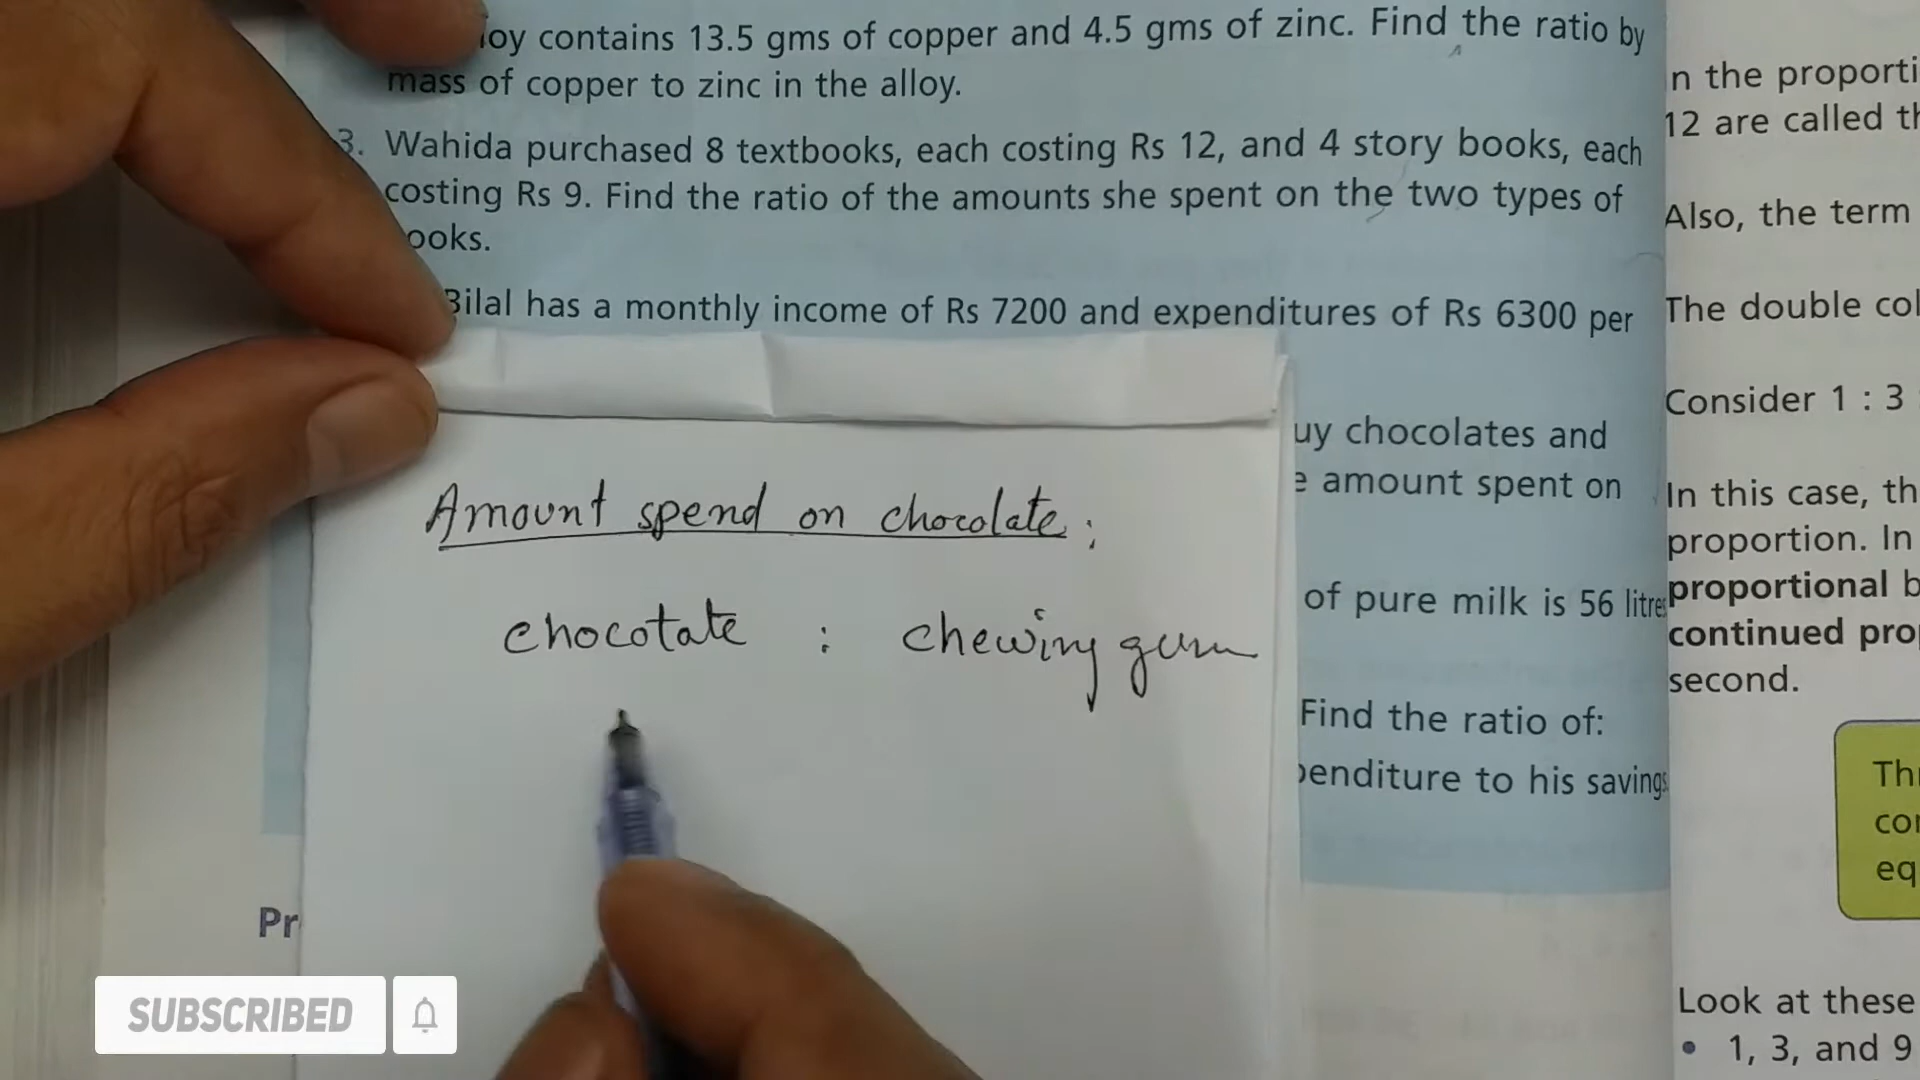 loy contains 13.5 gms of copper and 4.5 gms of zinc. Find the ratio by
mass of copper to zinc in the alloy.
3. Wahida purchased 8 textbooks, each costing Rs 12, and 4 story books, each
costing Rs 9. Find the ratio of the amounts she spent on the two types of
ooks.
Bilal has a monthly income of Rs 7200 and expenditures of Rs 6300 per
uy chocolates and
e amount spent on
of pure milk is 56 litres
Find the ratio of:
penditure to his savings
Amount spend on chocolate:
chocotate : chewing gum
Pr
SUBSCRIBED
n the proporti
12 are called th
Also, the term
The double col
Consider 1 : 3
In this case, th
proportion. In
proportional b
continued pro
second.
Th
con
eq
Look at these
• 1, 3, and 9